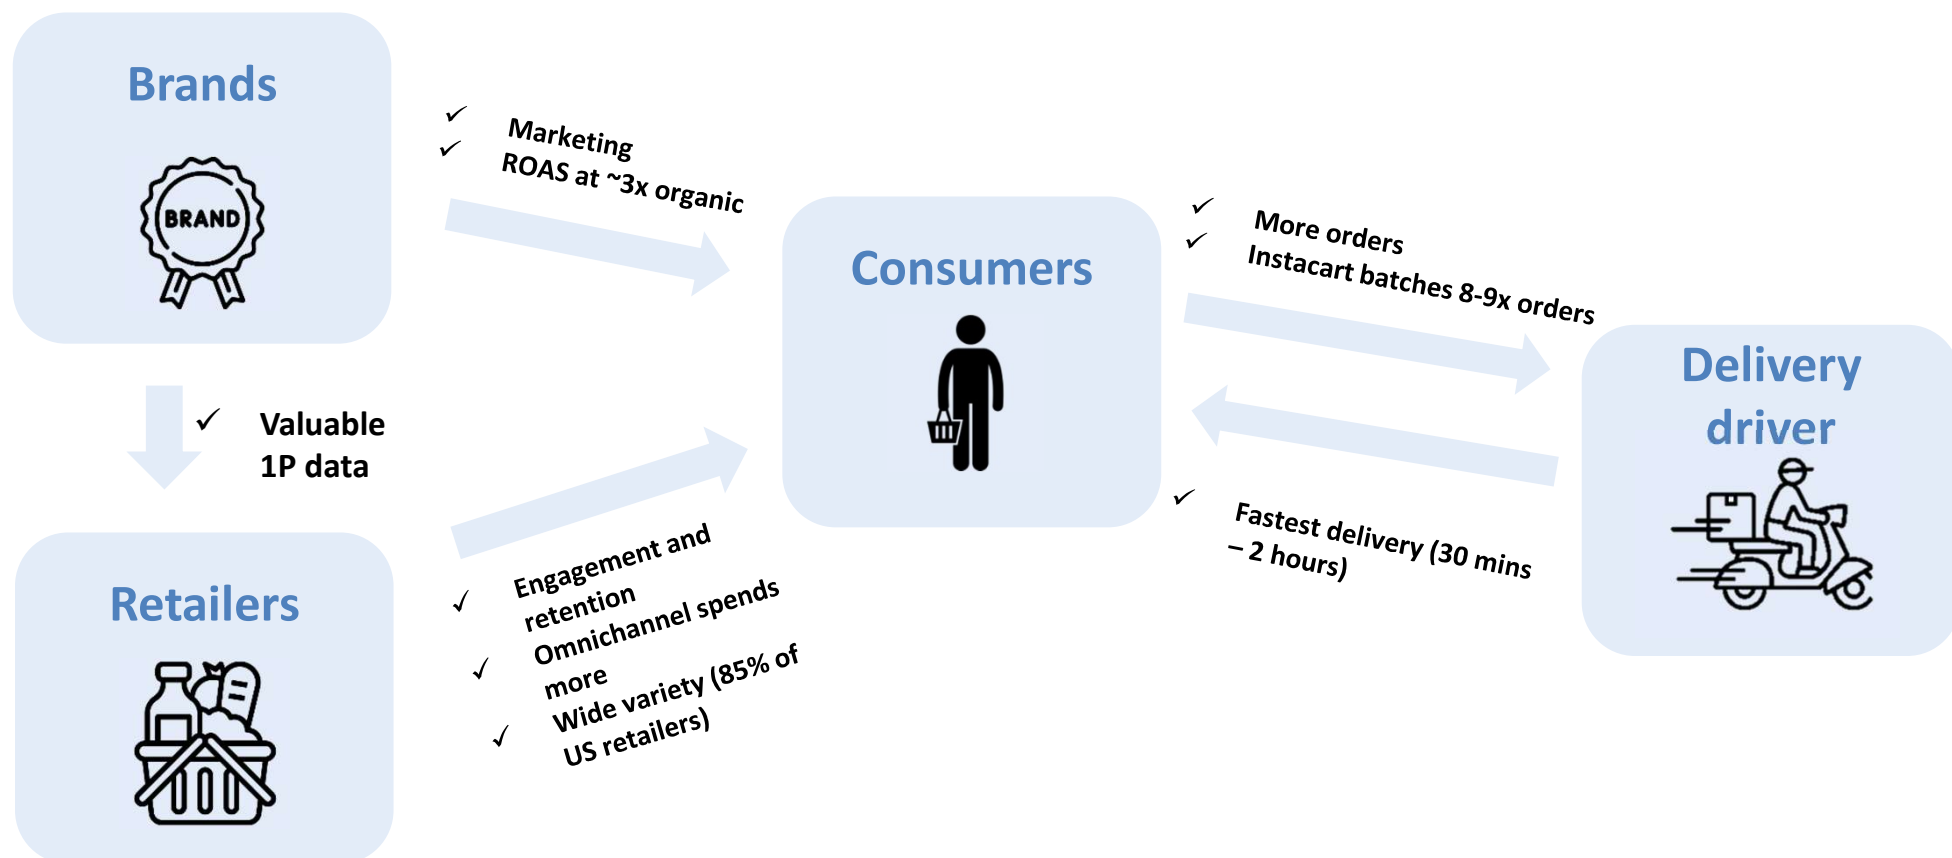 Brands
BRAND
✓ Marketing
✓ ROAS at ~3x organic
✓ Valuable
1P data
Retailers
✓ Engagement and
retention
✓ Omnichannel spends
more
✓ Wide variety (85% of
US retailers)
Consumers
✓ More orders
✓ Instacart batches 8-9x orders
✓ Fastest delivery (30 mins
– 2 hours)
Delivery
driver